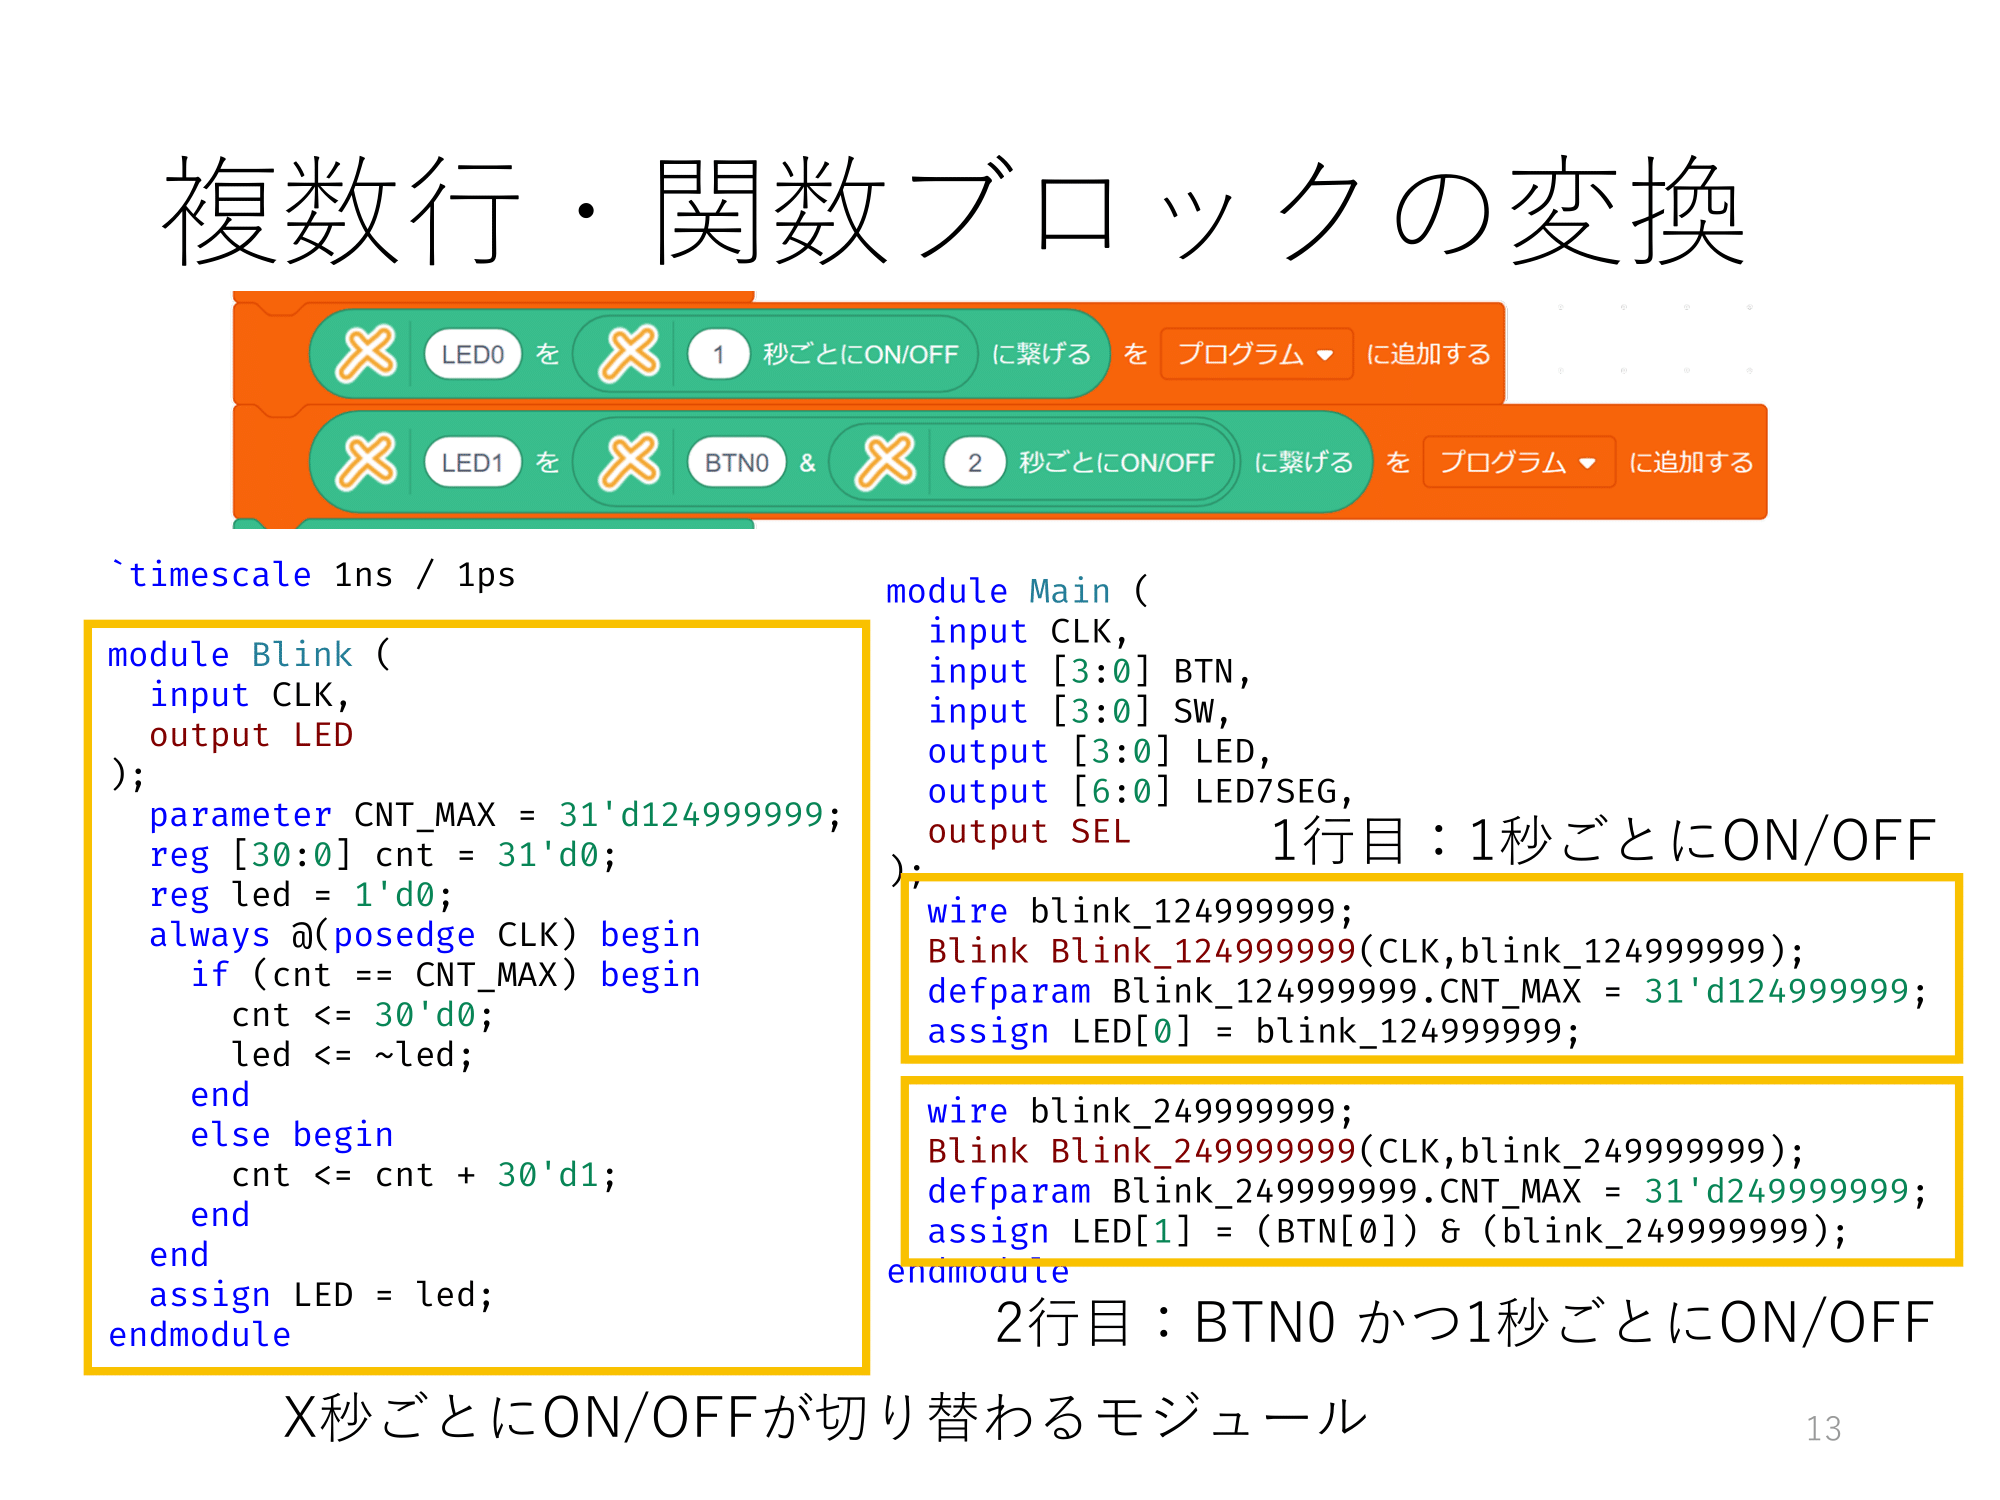 複数行・関数ブロックの変換
LED0 を 1 秒ごとにON/OFF に繋げる を プログラム に追加する
LED1 を BTN0 & 2 秒ごとにON/OFF に繋げる を プログラム に追加する
`timescale 1ns / 1ps
module Blink (
input CLK,
output LED
);
parameter CNT_MAX = 31'd124999999;
reg [30:0] cnt = 31'd0;
reg led = 1'd0;
always @(posedge CLK) begin
if (cnt == CNT_MAX) begin
cnt <= 30'd0;
led <= ~led;
end
else begin
cnt <= cnt + 30'd1;
end
end
assign LED = led;
endmodule
X秒ごとにON/OFFが切り替わるモジュール
module Main (
input CLK,
input [3:0] BTN,
input [3:0] SW,
output [3:0] LED,
output [6:0] LED7SEG,
output SEL
);
1行目：1秒ごとにON/OFF
wire blink_124999999;
Blink Blink_124999999(CLK,blink_124999999);
defparam Blink_124999999.CNT_MAX = 31'd124999999;
assign LED[0] = blink_124999999;
wire blink_249999999;
Blink Blink_249999999(CLK,blink_249999999);
defparam Blink_249999999.CNT_MAX = 31'd249999999;
assign LED[1] = (BTN[0]) & (blink_249999999);
endmodule
2行目：BTN0 かつ1秒ごとにON/OFF
13